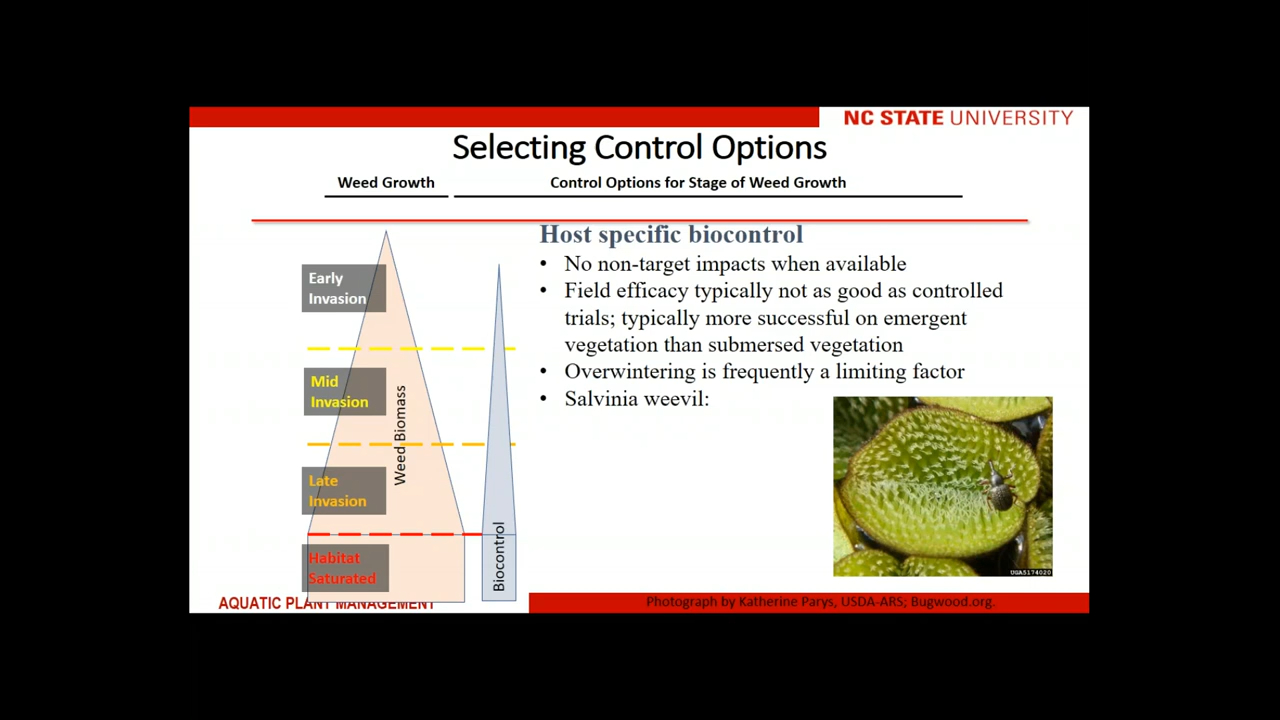 NC STATE UNIVERSITY
Selecting Control Options
Weed Growth
Control Options for Stage of Weed Growth
Host specific biocontrol
• No non-target impacts when available
• Field efficacy typically not as good as controlled
trials; typically more successful on emergent
vegetation than submersed vegetation
• Overwintering is frequently a limiting factor
• Salvinia weevil:
Early
Invasion
Mid
Invasion
Late
Invasion
Habitat
Saturated
Weed Biomass
Biocontrol
UGA5174020
AQUATIC PLANT MANAGEMENT
Photograph by Katherine Parys, USDA-ARS; Bugwood.org.